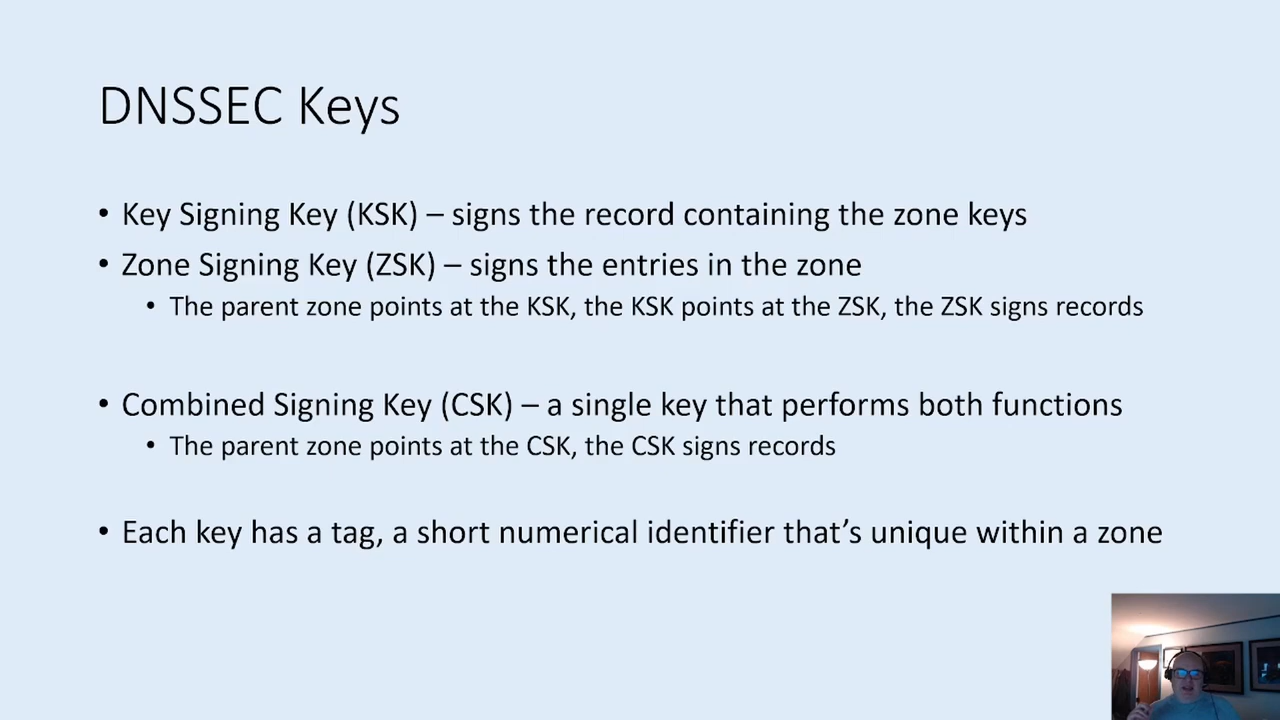 DNSSEC Keys
• Key Signing Key (KSK) – signs the record containing the zone keys
• Zone Signing Key (ZSK) – signs the entries in the zone
• The parent zone points at the KSK, the KSK points at the ZSK, the ZSK signs records
• Combined Signing Key (CSK) – a single key that performs both functions
• The parent zone points at the CSK, the CSK signs records
• Each key has a tag, a short numerical identifier that’s unique within a zone